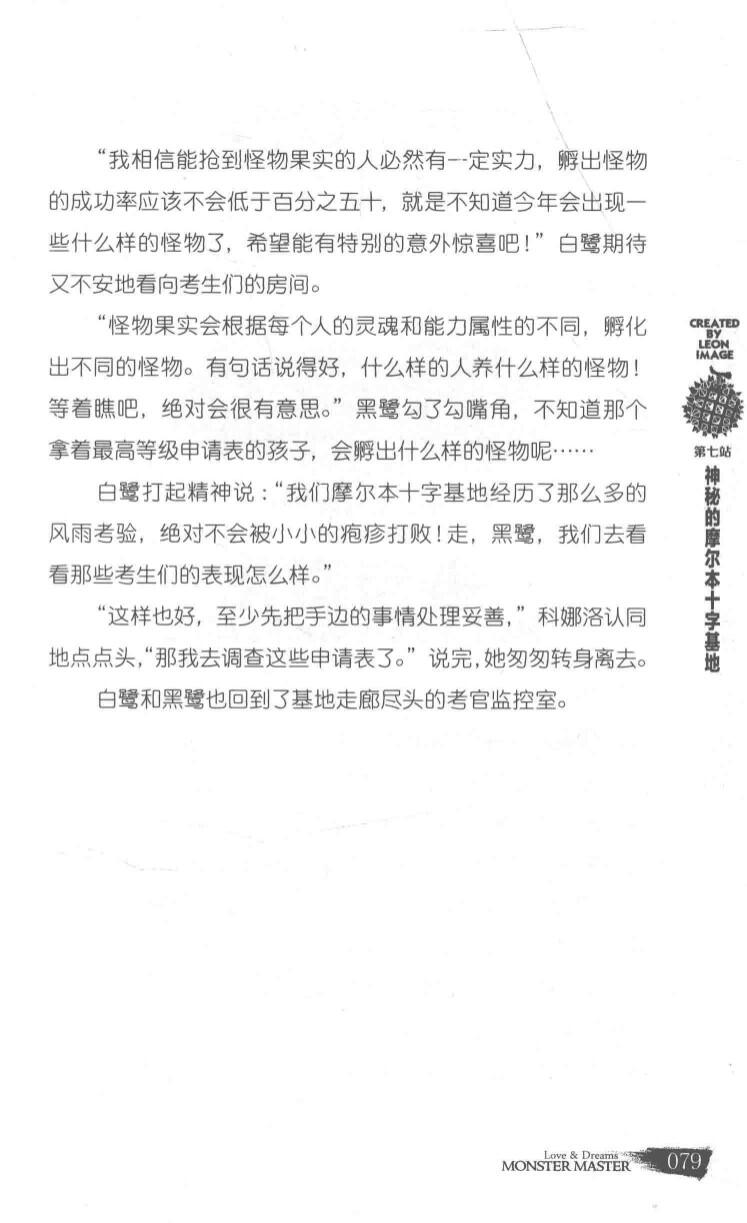 “我相信能抢到怪物果实的人必然有一定实力，孵出怪物
的成功率应该不会低于百分之五十，就是不知道今年会出现一
些什么样的怪物了，希望能有特别的意外惊喜吧！”白鹭期待
又不安地看向考生们的房间。
“怪物果实会根据每个人的灵魂和能力属性的不同，孵化
出不同的怪物。有句话说得好，什么样的人养什么样的怪物！
等着瞧吧，绝对会很有意思。”黑鹭勾了勾嘴角，不知道那个
拿着最高等级申请表的孩子，会孵出什么样的怪物呢……
白鹭打起精神说：“我们摩尔本十字基地经历了那么多的
风雨考验，绝对不会被小小的疱疹打败！走，黑鹭，我们去看
看那些考生们的表现怎么样。”
“这样也好，至少先把手边的事情处理妥善，”科娜洛认同
地点点头，“那我去调查这些申请表了。”说完，她匆匆转身离去。
白鹭和黑鹭也回到了基地走廊尽头的考官监控室。
CREATED
BY
LEON
IMAGE
第七站
神秘的摩尔本十字基地
Love & Dreams
MONSTER MASTER
079